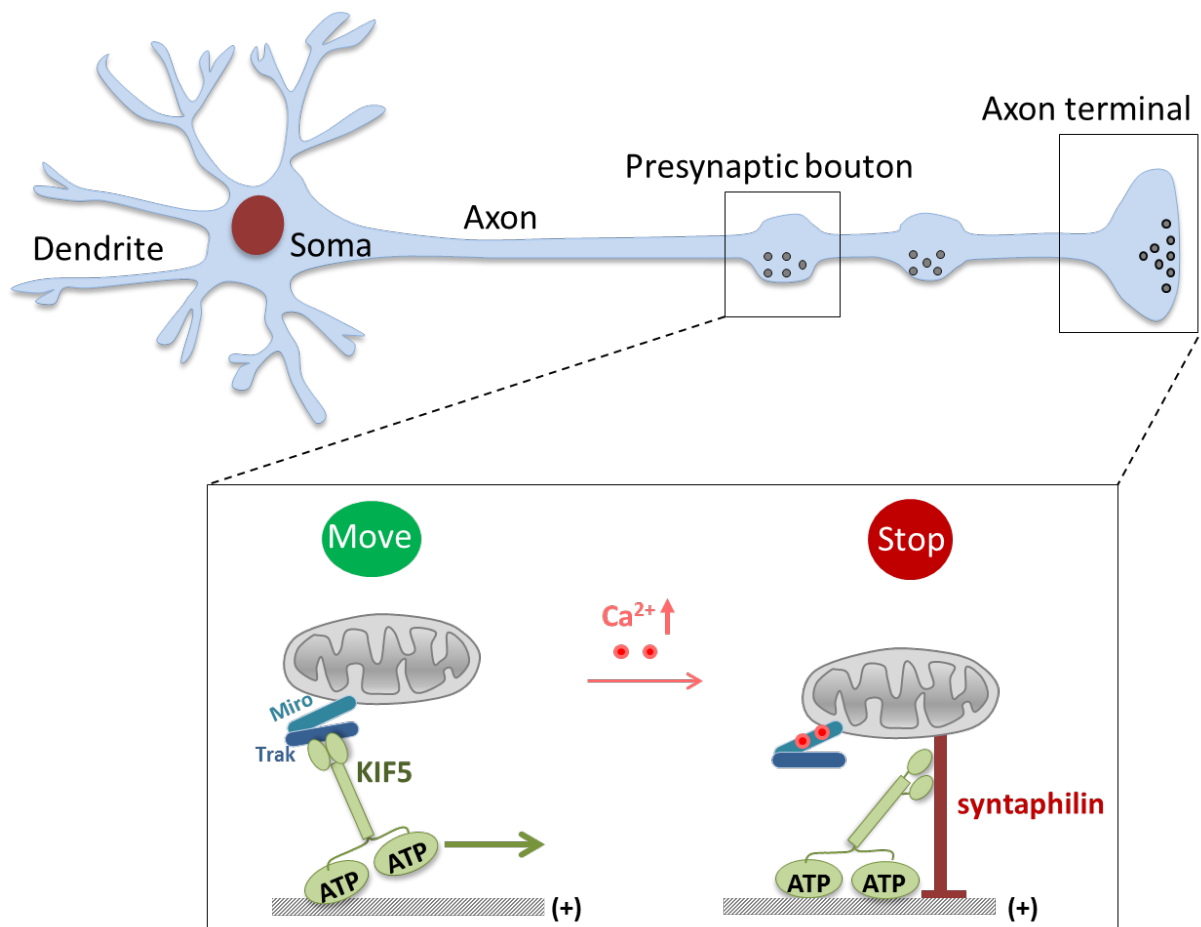 Axon terminal
Presynaptic bouton
Axon
Dendrite
Soma
Move
Stop
Ca²⁺
Miro
Trak
KIF5
syntaphilin
ATP
ATP
ATP
ATP
(+)
(+)